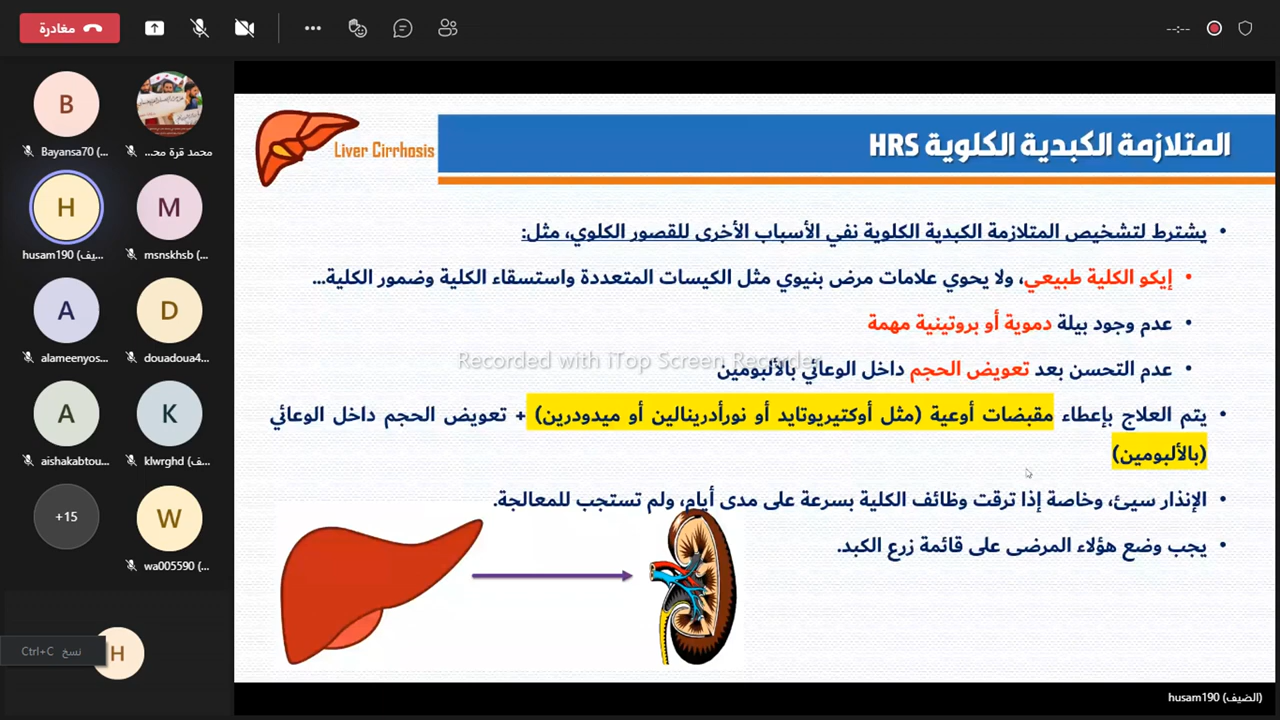 مغادرة
--:--
B
Bayansa70 (...
محمد قرة محـ...
H
husam190 (يف...
M
msnskhsb (...
A
alameenyos...
D
douadoua4...
A
aishakabtou...
K
klwrghd (ف...
+15
W
wa005590 (...
نسخ Ctrl+C
H
Liver Cirrhosis
المتلازمة الكبدية الكلوية HRS
• يشترط لتشخيص المتلازمة الكبدية الكلوية نفي الأسباب الأخرى للقصور الكلوي، مثل:
• إيكو الكلية طبيعي، ولا يحوي علامات مرض بنيوي مثل الكيسات المتعددة واستسقاء الكلية وضمور الكلية...
• عدم وجود بيلة دموية أو بروتينية مهمة
Recorded with iTop Screen Recorder
• عدم التحسن بعد تعويض الحجم داخل الوعائي بالألبومين
• يتم العلاج بإعطاء مقبضات أوعية (مثل أوكتيريوتايد أو نورأدرينالين أو ميدودرين) + تعويض الحجم داخل الوعائي
(بالألبومين)
• الإنذار سيئ، وخاصة إذا ترقت وظائف الكلية بسرعة على مدى أيام، ولم تستجب للمعالجة.
• يجب وضع هؤلاء المرضى على قائمة زرع الكبد.
husam190 (الضيف)